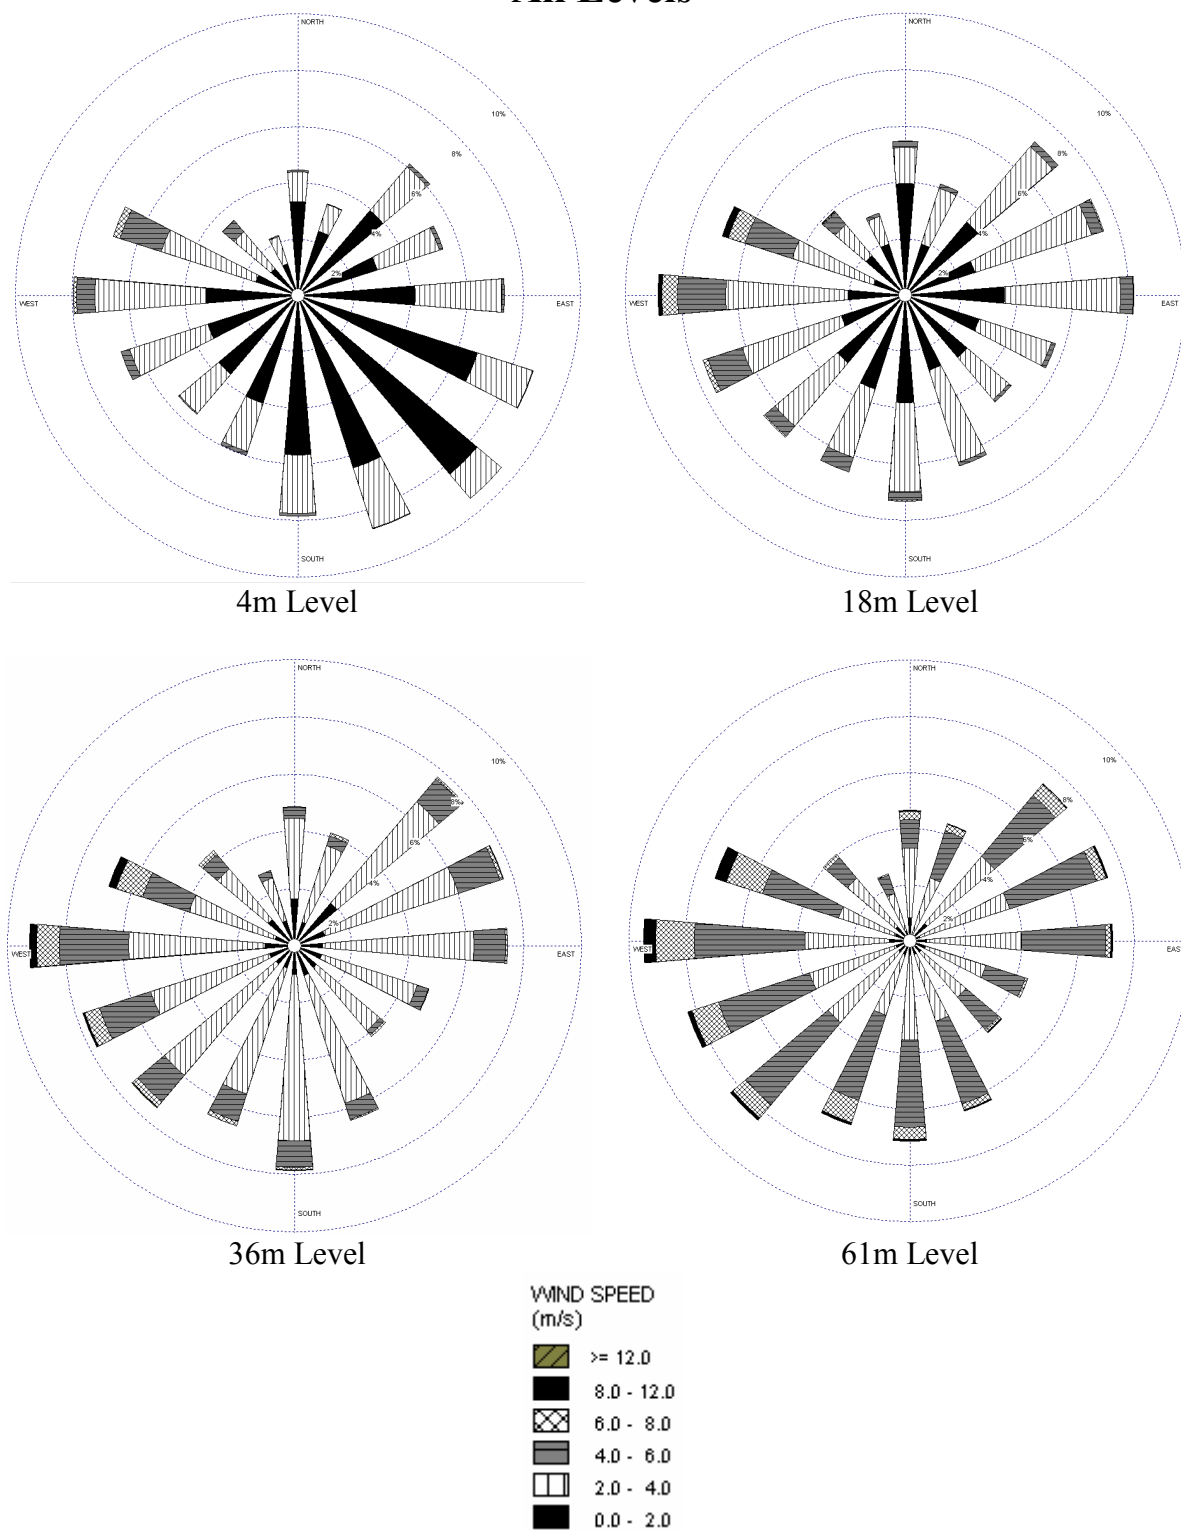 NORTH
10%
8%
6%
4%
2%
WEST
EAST
SOUTH
4m Level
NORTH
10%
8%
6%
4%
2%
WEST
EAST
SOUTH
18m Level
NORTH
10%
8%
6%
4%
2%
WEST
EAST
SOUTH
36m Level
NORTH
10%
8%
6%
4%
2%
WEST
SOUTH
61m Level
WIND SPEED
(m/s)
>= 12.0
8.0 - 12.0
6.0 - 8.0
4.0 - 6.0
2.0 - 4.0
0.0 - 2.0